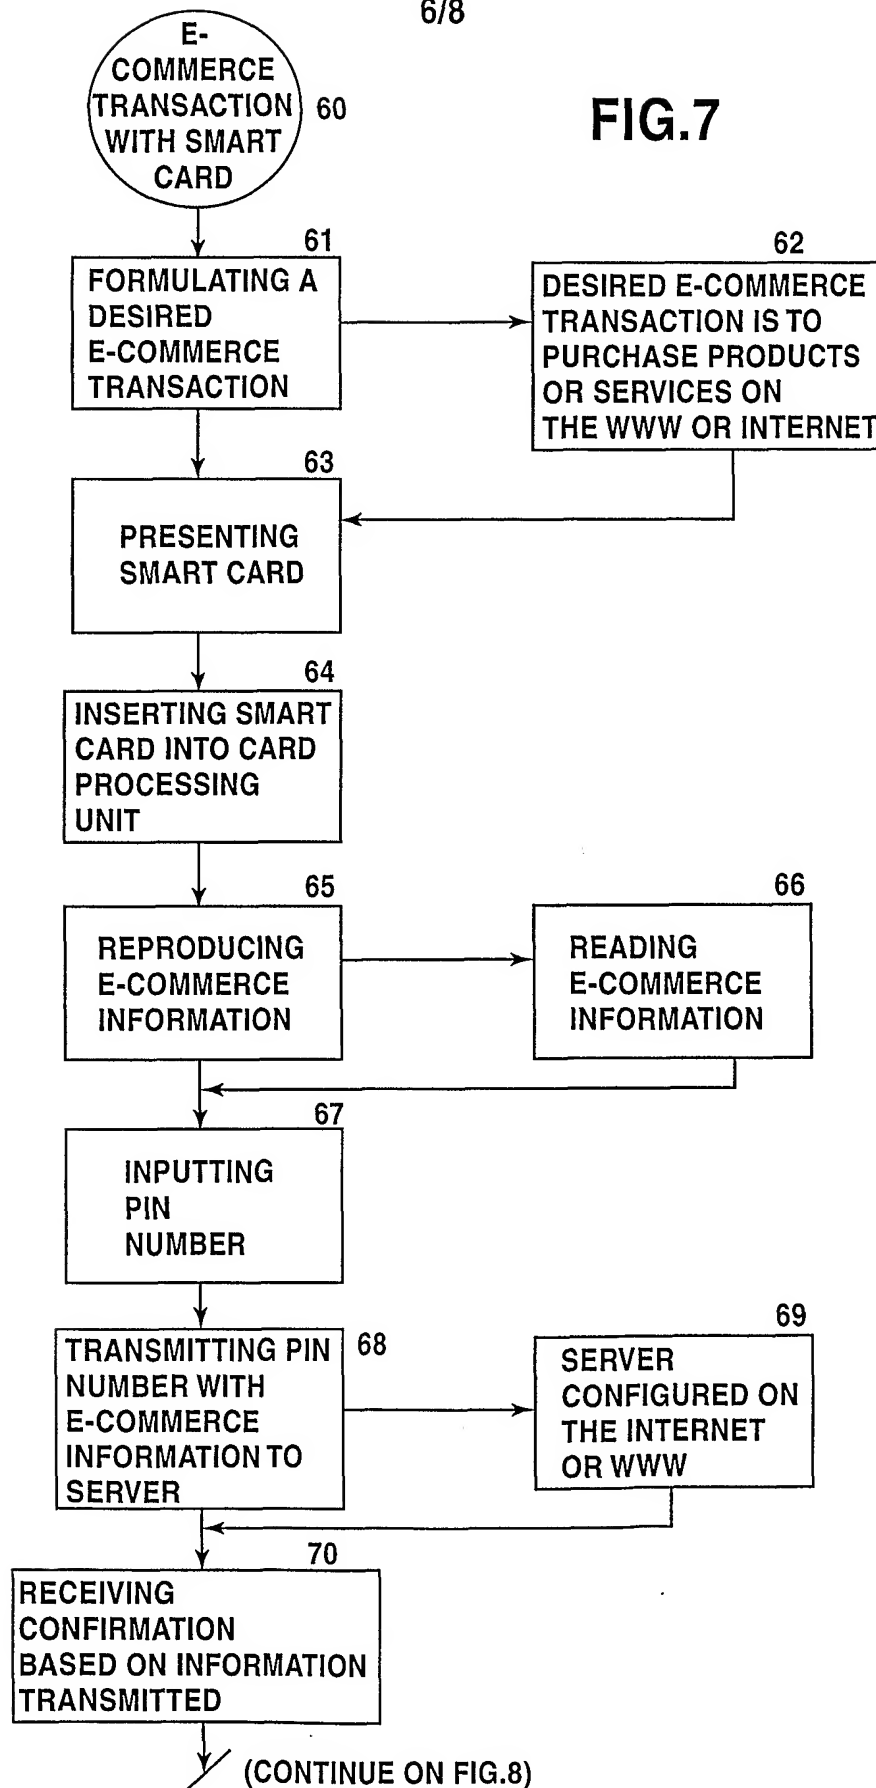 6/8
FIG.7
E-
COMMERCE
TRANSACTION
WITH SMART
CARD
60
61
FORMULATING A
DESIRED
E-COMMERCE
TRANSACTION
62
DESIRED E-COMMERCE
TRANSACTION IS TO
PURCHASE PRODUCTS
OR SERVICES ON
THE WWW OR INTERNET
63
PRESENTING
SMART CARD
64
INSERTING SMART
CARD INTO CARD
PROCESSING
UNIT
65
REPRODUCING
E-COMMERCE
INFORMATION
66
READING
E-COMMERCE
INFORMATION
67
INPUTTING
PIN
NUMBER
68
TRANSMITTING PIN
NUMBER WITH
E-COMMERCE
INFORMATION TO
SERVER
69
SERVER
CONFIGURED ON
THE INTERNET
OR WWW
70
RECEIVING
CONFIRMATION
BASED ON INFORMATION
TRANSMITTED
(CONTINUE ON FIG.8)